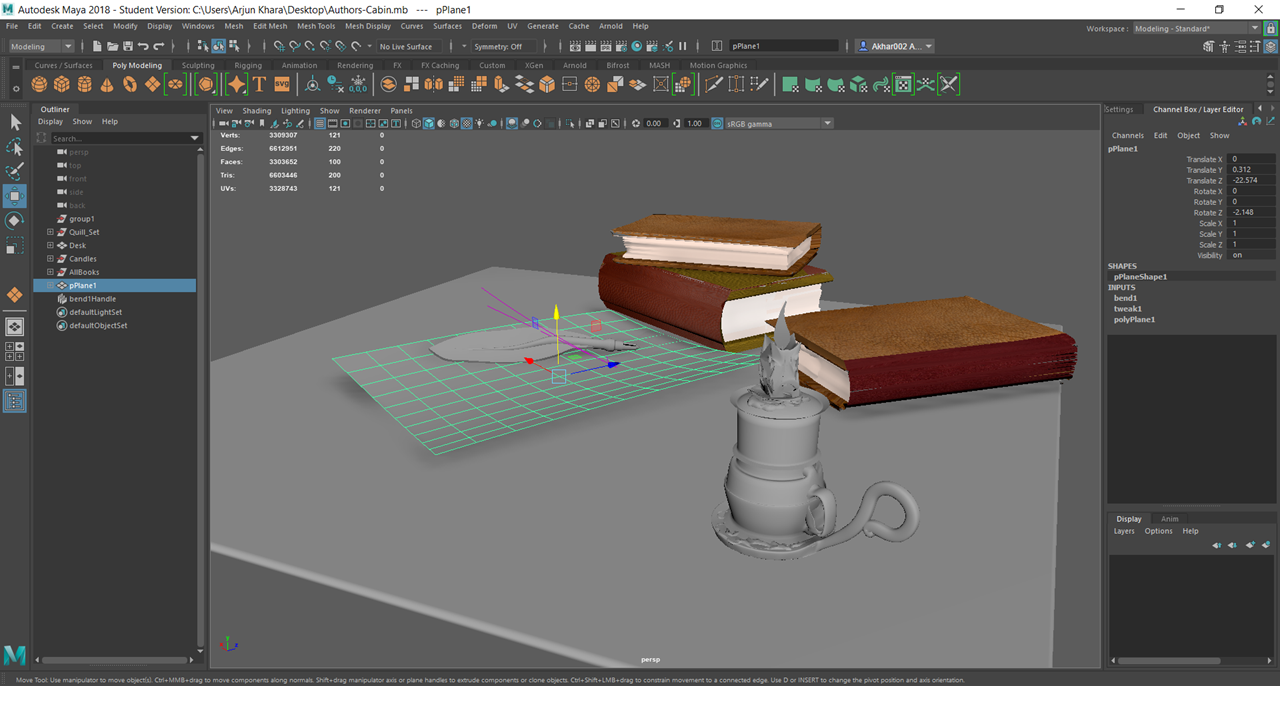 Autodesk Maya 2018 - Student Version: C:\Users\Arjun Khara\Desktop\Authors-Cabin.mb --- pPlane1
File Edit Create Select Modify Display Windows Mesh Edit Mesh Mesh Tools Mesh Display Curves Surfaces Deform UV Generate Cache Arnold Help
Workspace : Modeling - Standard*
Modeling No Live Surface Symmetry: Off pPlane1 Akhar002 A...
Curves / Surfaces Poly Modeling Sculpting Rigging Animation Rendering FX FX Caching Custom XGen Arnold Bifrost MASH Motion Graphics
SVG
0,0,0
Outliner
Display Show Help
Search...
persp
top
front
side
back
group1
Quill_Set
Desk
Candles
AllBooks
pPlane1
bend1Handle
defaultLightSet
defaultObjectSet
View Shading Lighting Show Renderer Panels
0.00 1.00 sRGB gamma
Verts: 3309307 121 0
Edges: 6612951 220 0
Faces: 3303652 100 0
Tris: 6603446 200 0
UVs: 3328743 121 0
persp
Settings Channel Box / Layer Editor
Channels Edit Object Show
pPlane1
Translate X 0
Translate Y 0.312
Translate Z -22.574
Rotate X 0
Rotate Y 0
Rotate Z -2.148
Scale X 1
Scale Y 1
Scale Z 1
Visibility on
SHAPES
pPlaneShape1
INPUTS
bend1
tweak1
polyPlane1
Display Anim
Layers Options Help
Move Tool: Use manipulator to move object(s). Ctrl+MMB+drag to move components along normals. Shift+drag manipulator axis or plane handles to extrude components or clone objects. Ctrl+Shift+LMB+drag to constrain movement to a connected edge. Use D or INSERT to change the pivot position and axis orientation.